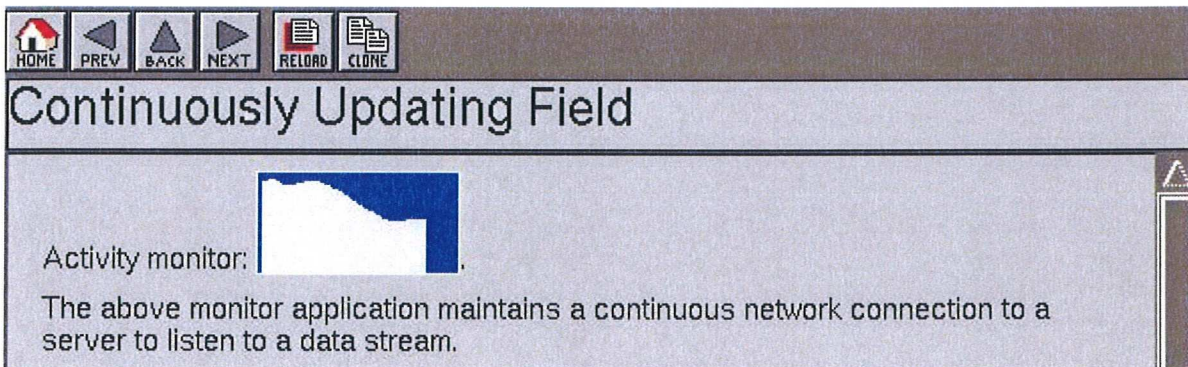 HOME PREV BACK NEXT RELOAD CLONE
Continuously Updating Field
Activity monitor: .
The above monitor application maintains a continuous network connection to a
server to listen to a data stream.